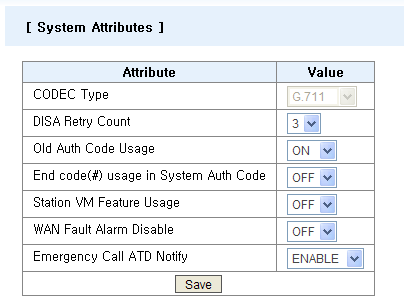 [ System Attributes ]
Attribute Value
CODEC Type G.711
DISA Retry Count 3
Old Auth Code Usage ON
End code(#) usage in System Auth Code OFF
Station VM Feature Usage OFF
WAN Fault Alarm Disable OFF
Emergency Call ATD Notify ENABLE
Save